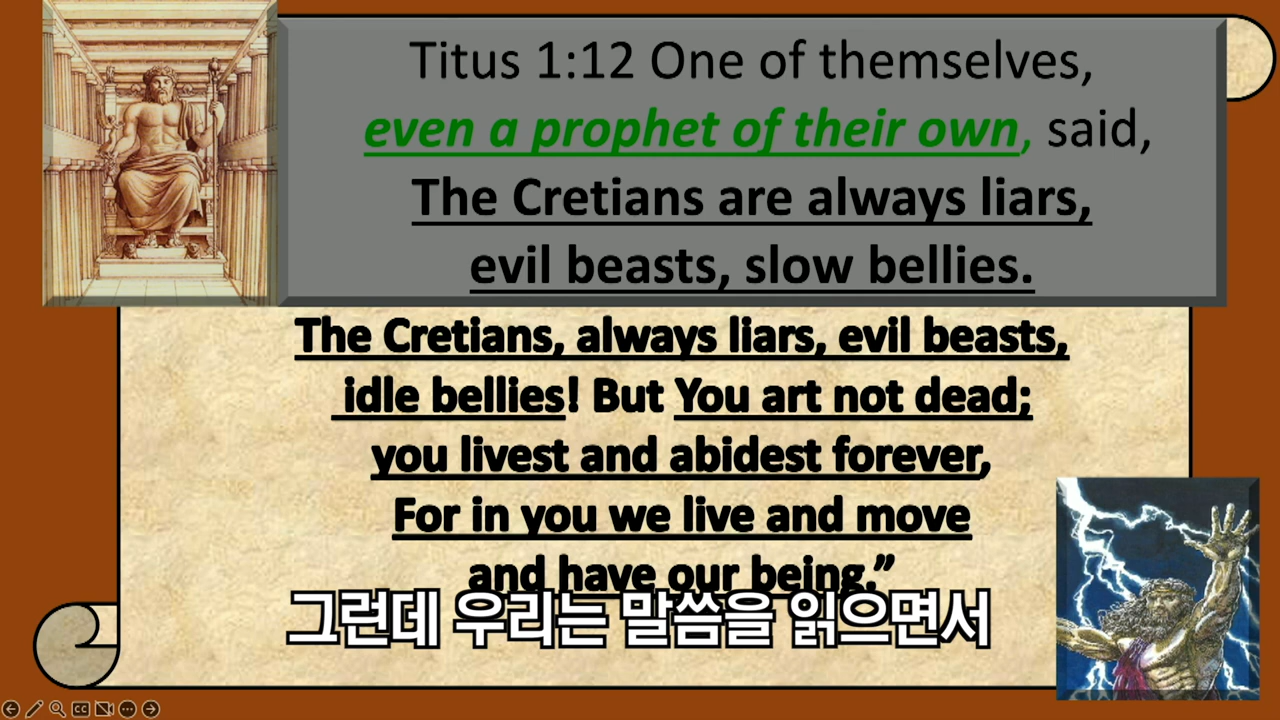 Titus 1:12 One of themselves,
even a prophet of their own, said,
The Cretians are always liars,
evil beasts, slow bellies.
The Cretians, always liars, evil beasts,
idle bellies! But You art not dead;
you livest and abidest forever,
For in you we live and move
and have our being.”
그런데 우리는 말씀을 읽으면서
CC